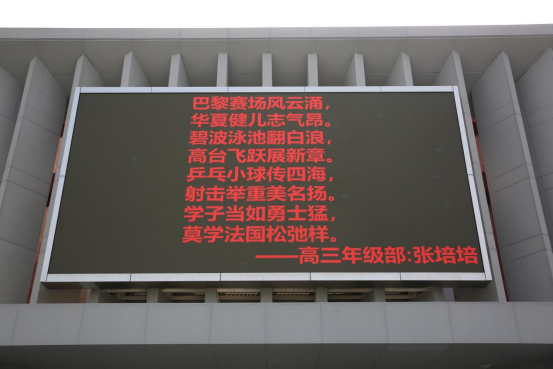 巴黎赛场风云涌，
华夏健儿志气昂。
碧波泳池翻白浪，
高台飞跃展新章。
乒乓小球传四海，
射击举重美名扬。
学子当如勇士猛，
莫学法国松弛样。
——高三年级部:张培培